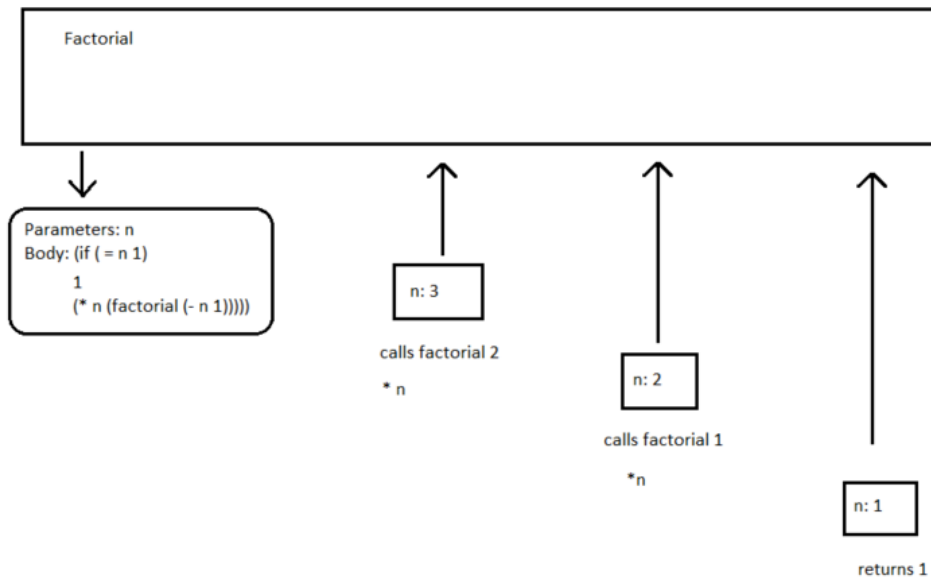 Factorial
Parameters: n
Body: (if ( = n 1)
1
(* n (factorial (- n 1)))))
n: 3
calls factorial 2
* n
n: 2
calls factorial 1
*n
n: 1
returns 1